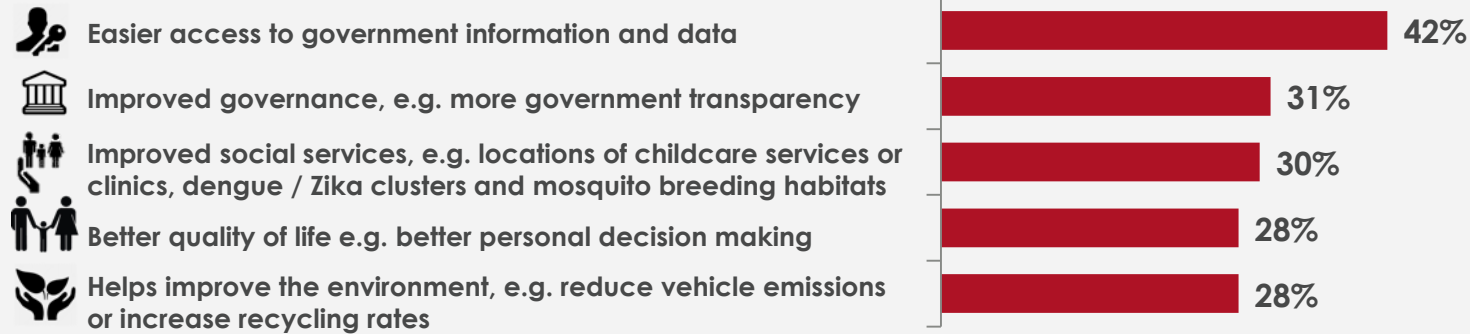 Easier access to government information and data
42%
Improved governance, e.g. more government transparency
31%
Improved social services, e.g. locations of childcare services or
clinics, dengue / Zika clusters and mosquito breeding habitats
30%
Better quality of life e.g. better personal decision making
28%
Helps improve the environment, e.g. reduce vehicle emissions
or increase recycling rates
28%